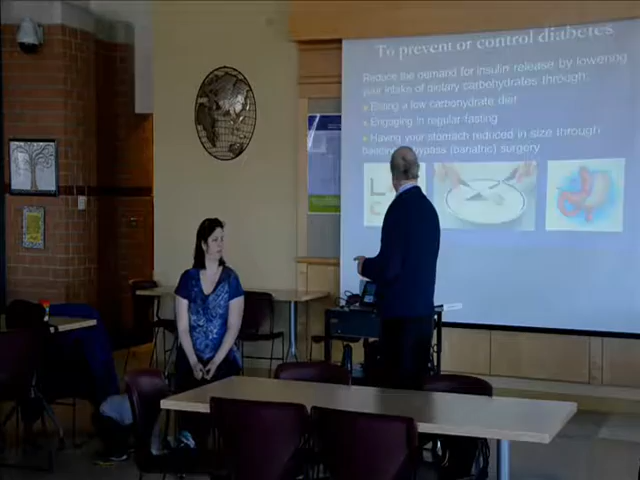 To prevent or control diabetes
Reduce the demand for insulin release by lowering
your intake of dietary carbohydrates through:
Eating a low carbohydrate diet
Engaging in regular fasting
Having your stomach reduced in size through
bypass (bariatric) surgery